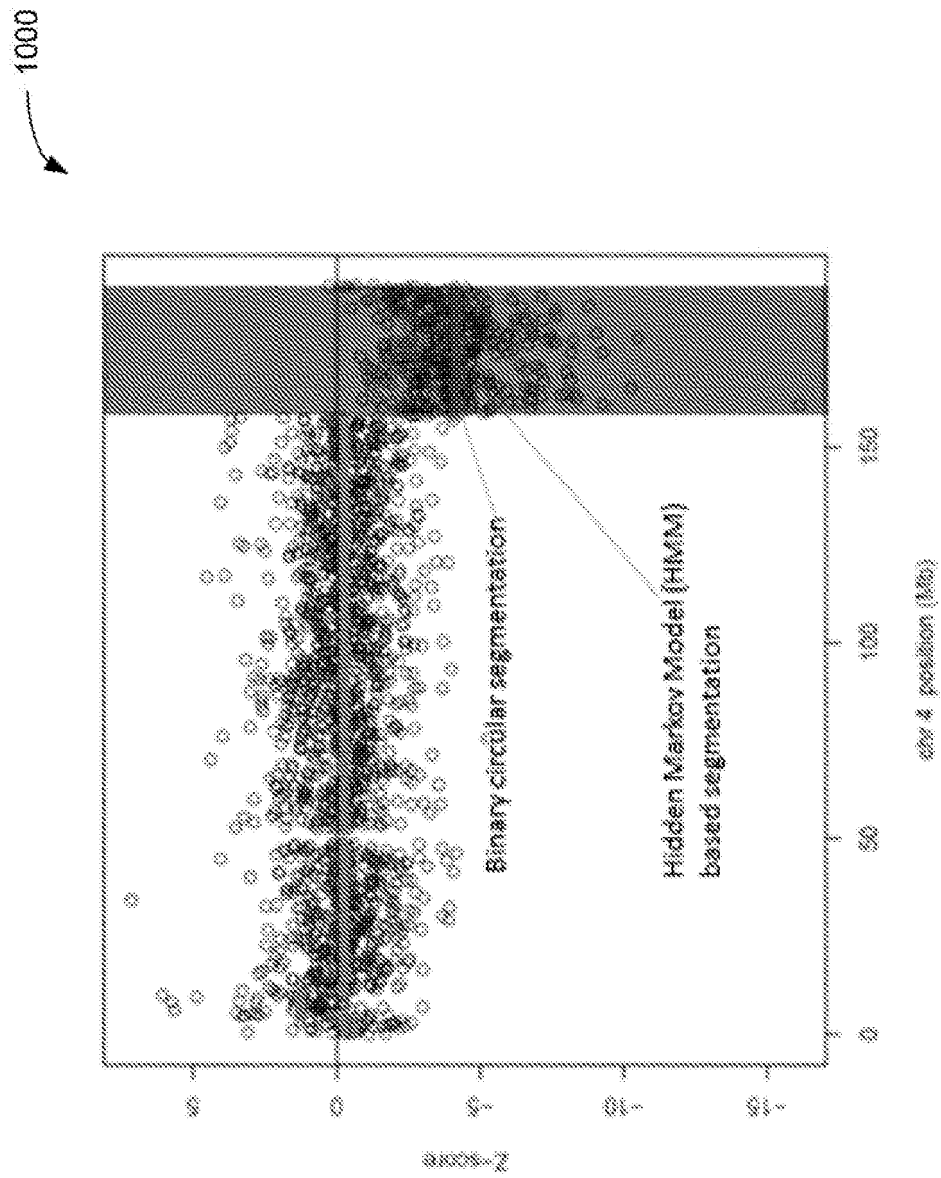 1000
Z-score
5
0
-5
-10
-15
Binary circular segmentation
Hidden Markov Model (HMM)
based segmentation
0
50
100
150
chr 4 position (Mb)